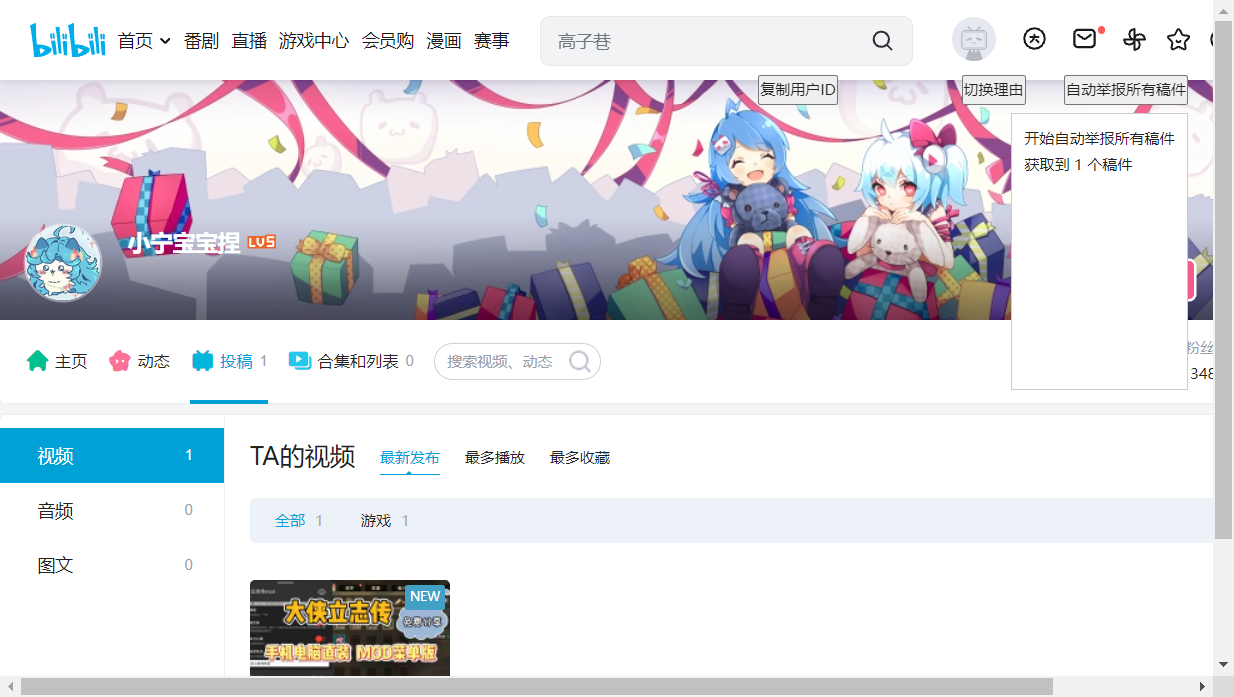 bilibili 首页 番剧 直播 游戏中心 会员购 漫画 赛事 高子巷
复制用户ID 切换理由 自动举报所有稿件
开始自动举报所有稿件
获取到 1 个稿件
小宁宝宝捏 LV5
主页 动态 投稿 1 合集和列表 0 搜索视频、动态
粉丝
348
视频 1
音频 0
图文 0
TA的视频 最新发布 最多播放 最多收藏
全部 1 游戏 1
NEW
大侠立志传
免费分享
手机电脑直装 MOD菜单版